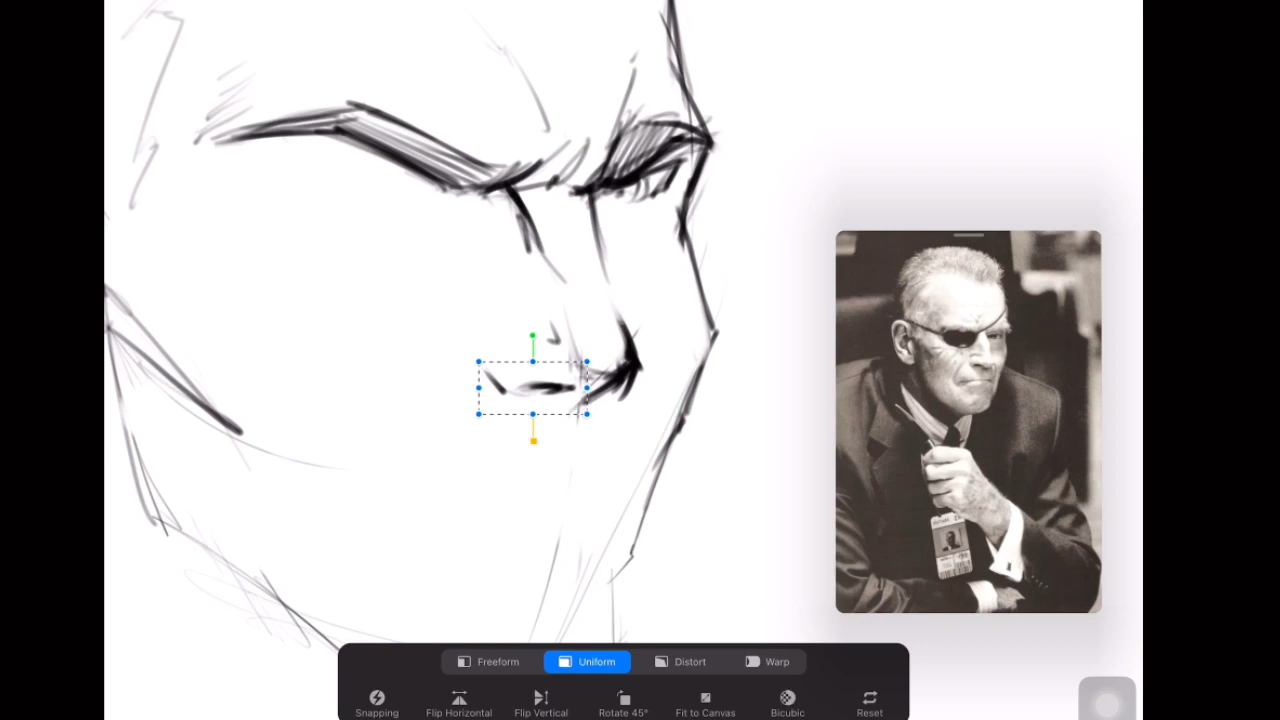 Freeform Uniform Distort Warp
Snapping Flip Horizontal Flip Vertical Rotate 45° Fit to Canvas Bicubic Reset